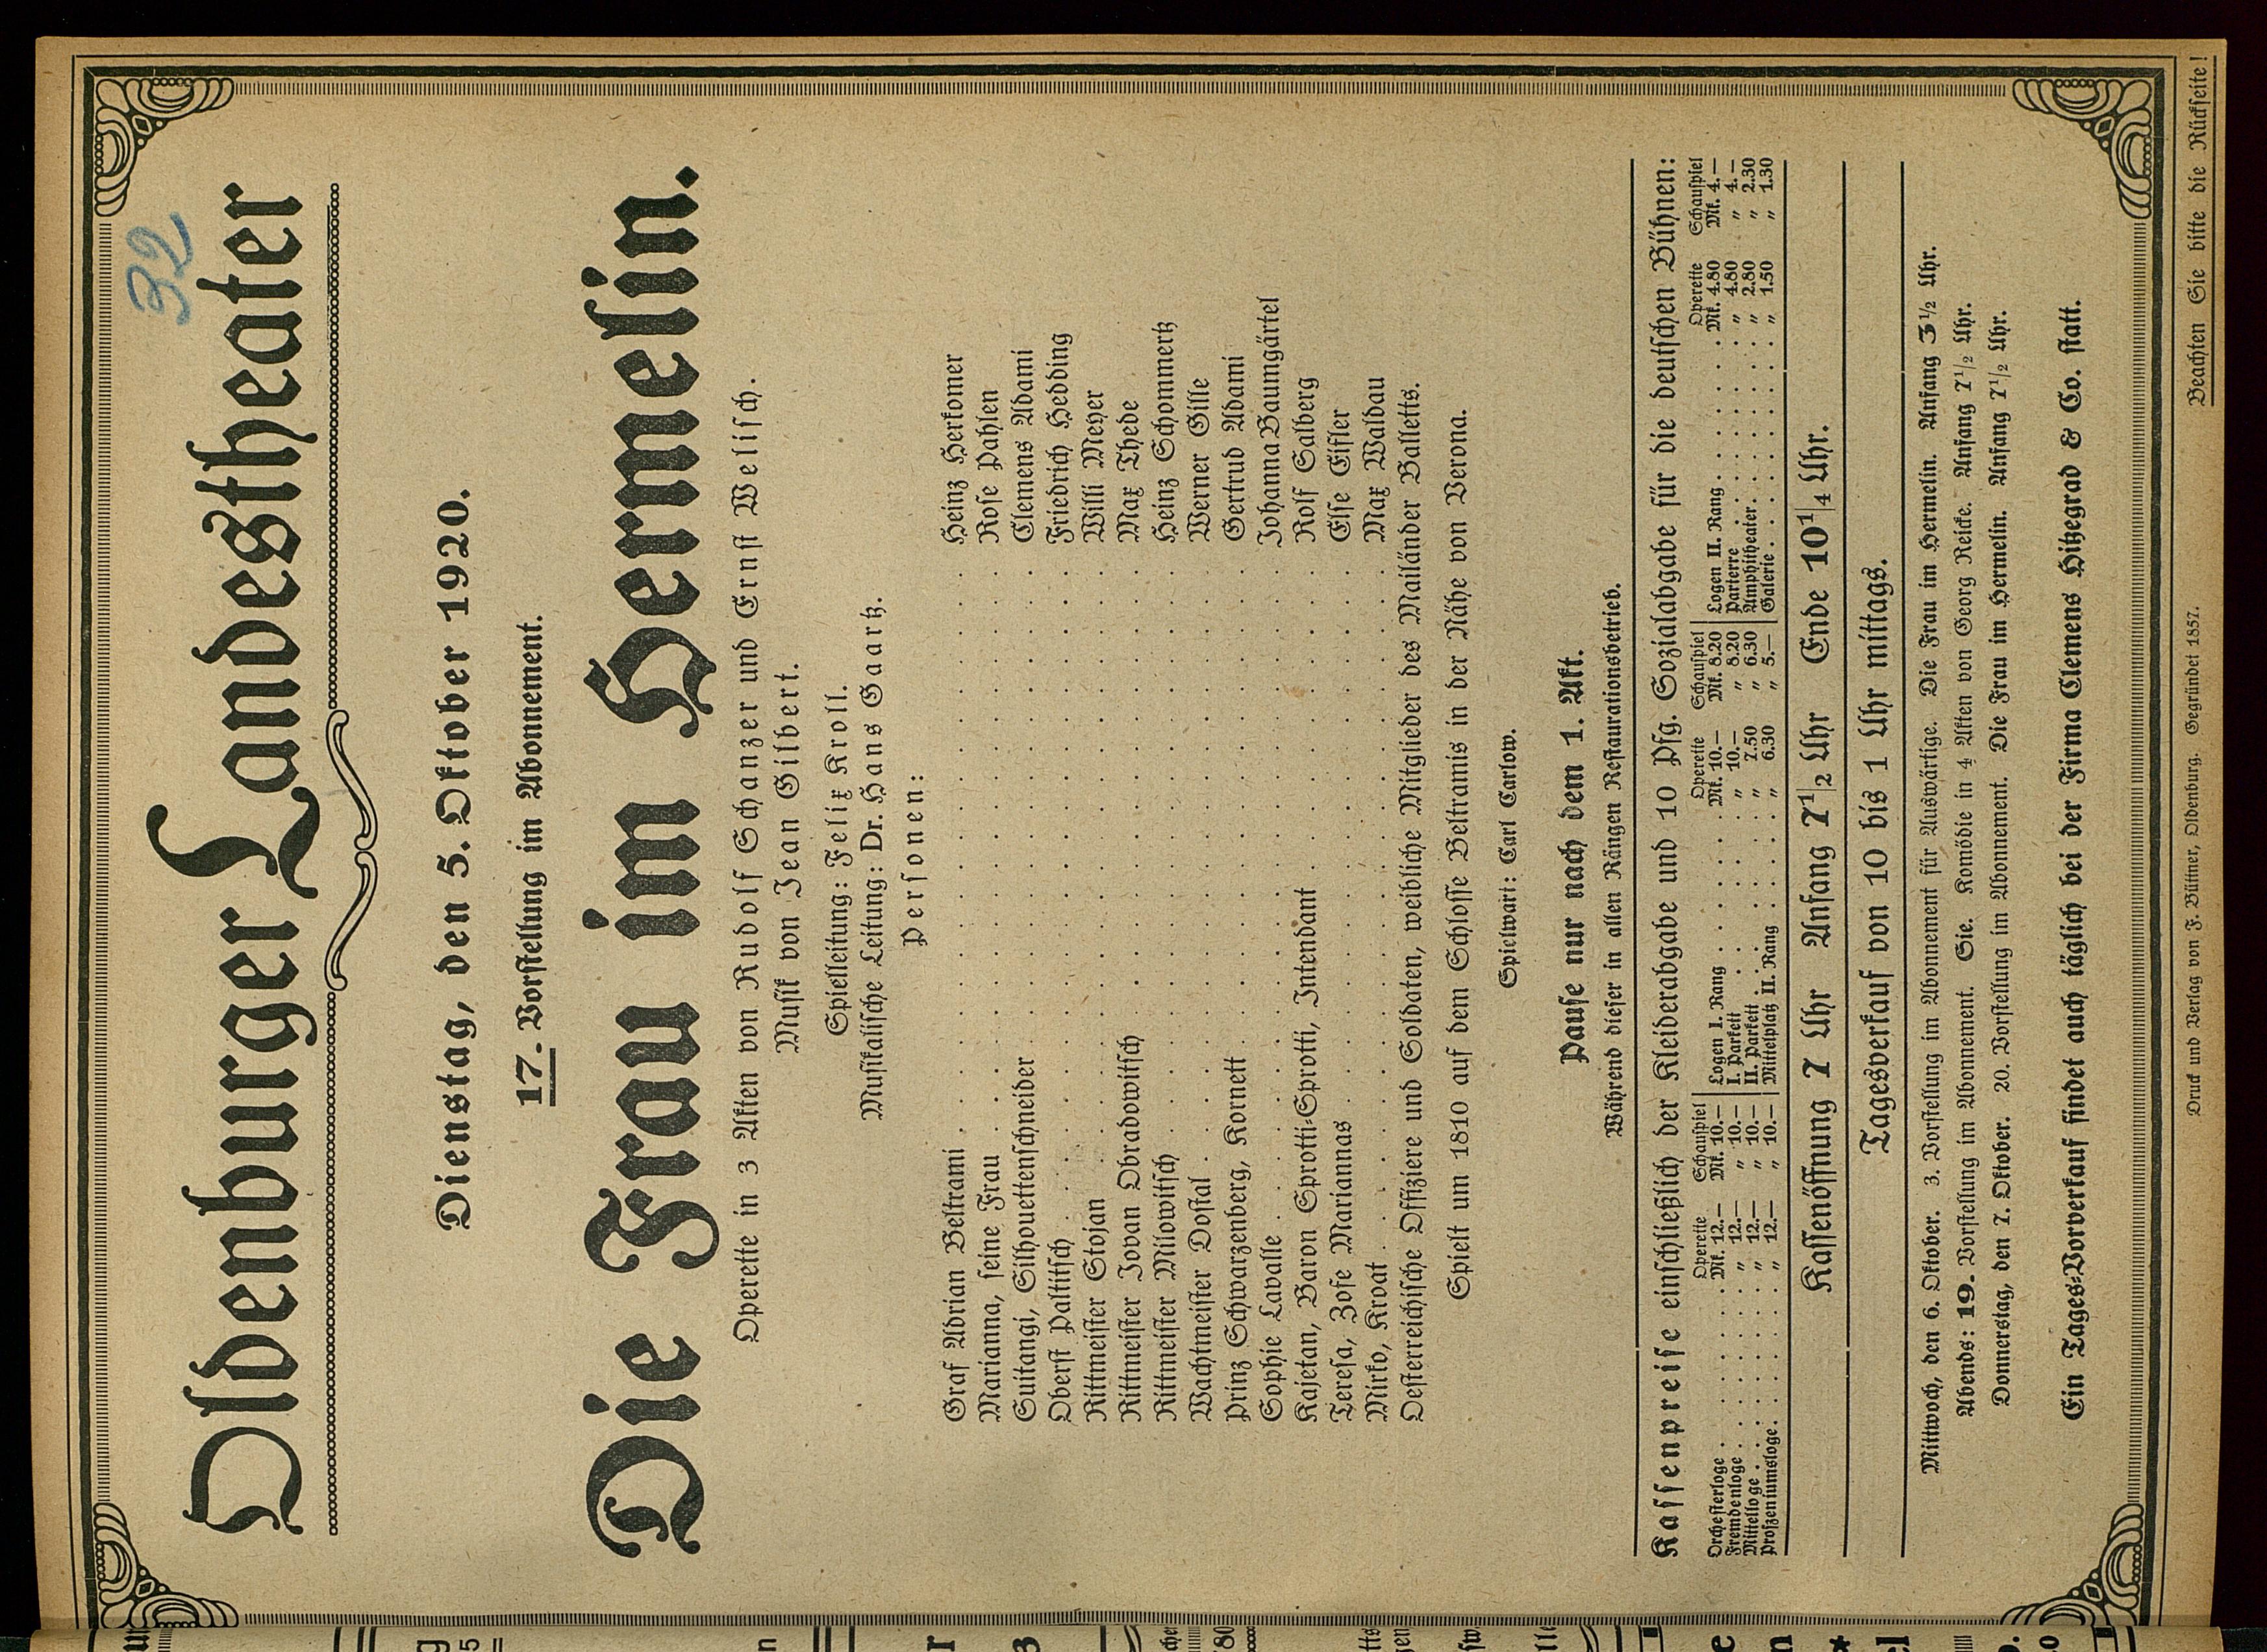 32
Oldenburger Landestheater
Dienstag, den 5. Oktober 1920.
17. Vorstellung im Abonnement.
Die Frau im Hermelin.
Operette in 3 Akten von Rudolf Schanzer und Ernst Welisch.
Musik von Jean Gilbert.
Spielleitung: Felix Kroll.
Musikalische Leitung: Dr. Hans Gaartz.
Personen:
Graf Adrian Beltrami . . . . . . . . . . Heinz Herkomer
Marianna, seine Frau . . . . . . . . . . Rose Pahlen
Guitangi, Silhouettenschneider . . . . . . . . . . Clemens Adami
Oberst Paltitsch . . . . . . . . . . Friedrich Hedding
Rittmeister Stojan . . . . . . . . . . Willi Meyer
Rittmeister Jovan Obradowitsch . . . . . . . . . . Max Thede
Rittmeister Milowitsch . . . . . . . . . . Heinz Schommertz
Wachtmeister Dostal . . . . . . . . . . Werner Gille
Prinz Schwarzenberg, Kornett . . . . . . . . . . Gertrud Adami
Sophie Lavalle . . . . . . . . . . Johanna Baumgärtel
Kajetan, Baron Sprotti-Sprotti, Intendant . . . . . . . . Rolf Salberg
Teresa, Zofe Mariannas . . . . . . . . . . Else Eifler
Mirko, Kroat . . . . . . . . . . Max Waldau
Oesterreichische Offiziere und Soldaten, weibliche Mitglieder des Mailänder Balletts.
Spielt um 1810 auf dem Schlosse Beltramis in der Nähe von Verona.
Spielwart: Carl Carlow.
Pause nur nach dem 1. Akt.
Während dieser in allen Rängen Restaurationsbetrieb.
Kassenpreise einschließlich der Kleiderabgabe und 10 Pfg. Sozialabgabe für die deutschen Bühnen:
Operette Schauspiel Operette Schauspiel Operette Schauspiel
Orchesterloge . . . . . Mk. 12.— Mk. 10.— Logen I. Rang . . . . . Mk. 10.— Mk. 8.20 Logen II. Rang . . . . . Mk. 4.80 Mk. 4.—
Fremdenloge . . . . . " 12.— " 10.— I. Parkett . . . . . " 10.— " 8.20 Parterre . . . . . " 4.80 " 4.—
Mittelloge . . . . . " 12.— " 10.— II. Parkett . . . . . " 7.50 " 6.30 Amphitheater . . . . . " 2.80 " 2.30
Proszeniumsloge . . . . . " 12.— " 10.— Mittelplatz II. Rang . . . . . " 6.30 " 5.— Galerie . . . . . " 1.50 " 1.30
Kassenöffnung 7 Uhr Anfang 7 1/2 Uhr Ende 10 1/4 Uhr.
Tagesverkauf von 10 bis 1 Uhr mittags.
Mittwoch, den 6. Oktober. 3. Vorstellung im Abonnement für Auswärtige. Die Frau im Hermelin. Anfang 3 1/2 Uhr.
Abends: 19. Vorstellung im Abonnement. Sie. Komödie in 4 Akten von Georg Reicke. Anfang 7 1/2 Uhr.
Donnerstag, den 7. Oktober. 20. Vorstellung im Abonnement. Die Frau im Hermelin. Anfang 7 1/2 Uhr.
Ein Tages-Vorverkauf findet auch täglich bei der Firma Clemens Hitzegrad & Co. statt.
Druck und Verlag von F. Büttner, Oldenburg. Gegründet 1857.
Beachten Sie bitte die Rückseite!